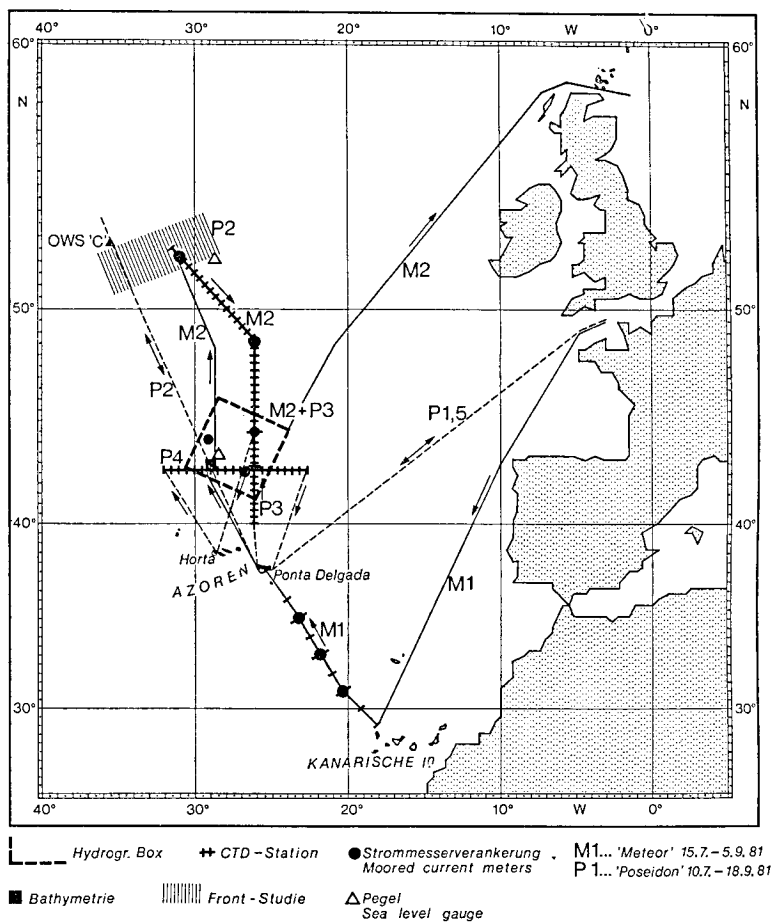 40° 30° 20° 10° W 0°
60° 60°
N N
OWS 'C' P2
M2
50° 50°
M2 M2
P2
M2+P3
P1,5
P4
P3
40° 40°
Horta
AZOREN
Ponta Delgada
M1
M1
30° 30°
KANARISCHE In
40° 30° 20° 10° W 0°
Hydrogr. Box CTD-Station Strommesserverankerung M1... 'Meteor' 15.7.-5.9.81
Moored current meters P1... 'Poseidon' 10.7.-18.9.81
Bathymetrie Front-Studie Pegel
Sea level gauge